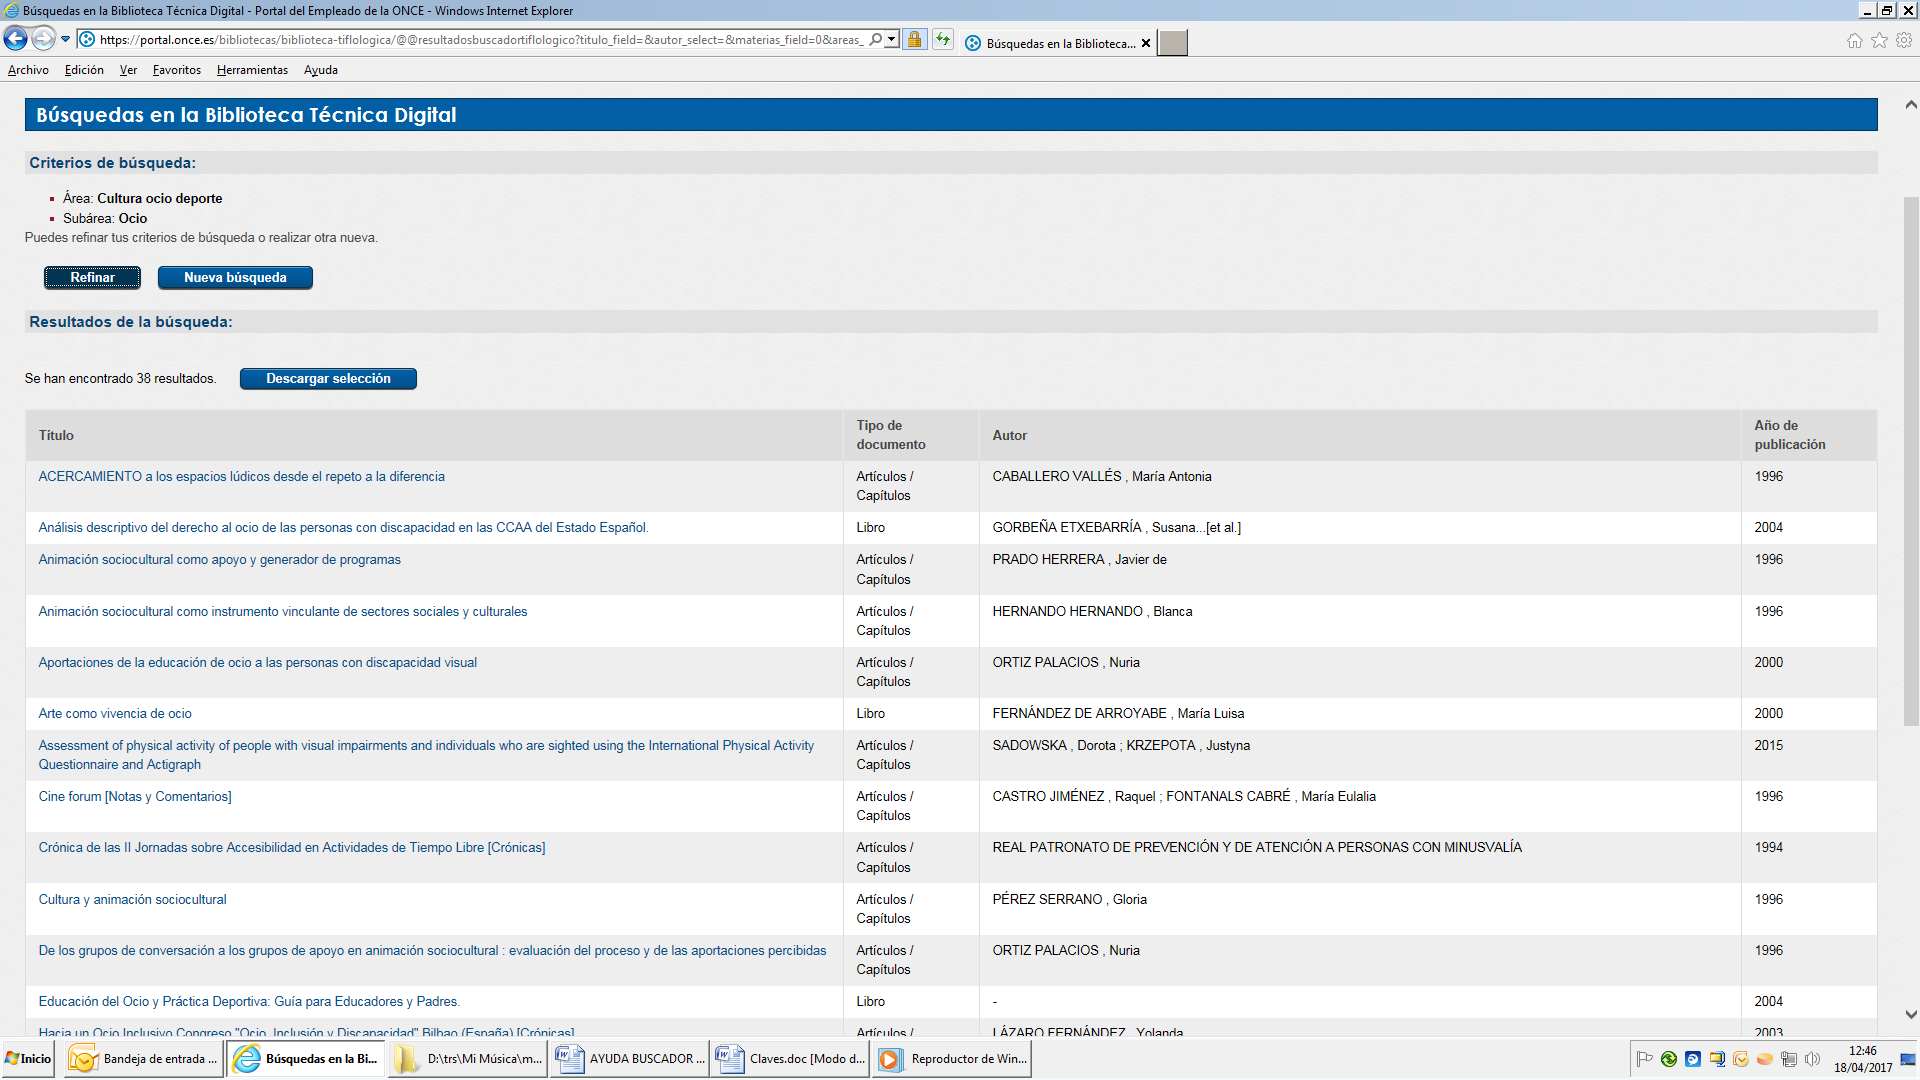 Búsquedas en la Biblioteca Técnica Digital - Portal del Empleado de la ONCE - Windows Internet Explorer
https://portal.once.es/bibliotecas/biblioteca-tiflologica/@@resultadosbuscadortiflologico?titulo_field=&autor_select=&materias_field=0&areas_
Búsquedas en la Biblioteca...
Archivo Edición Ver Favoritos Herramientas Ayuda
Búsquedas en la Biblioteca Técnica Digital
Criterios de búsqueda:
Área: Cultura ocio deporte
Subárea: Ocio
Puedes refinar tus criterios de búsqueda o realizar otra nueva.
Refinar Nueva búsqueda
Resultados de la búsqueda:
Se han encontrado 38 resultados. Descargar selección
Título Tipo de documento Autor Año de publicación
ACERCAMIENTO a los espacios lúdicos desde el repeto a la diferencia Artículos / Capítulos CABALLERO VALLÉS , María Antonia 1996
Análisis descriptivo del derecho al ocio de las personas con discapacidad en las CCAA del Estado Español. Libro GORBEÑA ETXEBARRÍA , Susana...[et al.] 2004
Animación sociocultural como apoyo y generador de programas Artículos / Capítulos PRADO HERRERA , Javier de 1996
Animación sociocultural como instrumento vinculante de sectores sociales y culturales Artículos / Capítulos HERNANDO HERNANDO , Blanca 1996
Aportaciones de la educación de ocio a las personas con discapacidad visual Artículos / Capítulos ORTIZ PALACIOS , Nuria 2000
Arte como vivencia de ocio Libro FERNÁNDEZ DE ARROYABE , María Luisa 2000
Assessment of physical activity of people with visual impairments and individuals who are sighted using the International Physical Activity Questionnaire and Actigraph Artículos / Capítulos SADOWSKA , Dorota ; KRZEPOTA , Justyna 2015
Cine forum [Notas y Comentarios] Artículos / Capítulos CASTRO JIMÉNEZ , Raquel ; FONTANALS CABRÉ , María Eulalia 1996
Crónica de las II Jornadas sobre Accesibilidad en Actividades de Tiempo Libre [Crónicas] Artículos / Capítulos REAL PATRONATO DE PREVENCIÓN Y DE ATENCIÓN A PERSONAS CON MINUSVALÍA 1994
Cultura y animación sociocultural Artículos / Capítulos PÉREZ SERRANO , Gloria 1996
De los grupos de conversación a los grupos de apoyo en animación sociocultural : evaluación del proceso y de las aportaciones percibidas Artículos / Capítulos ORTIZ PALACIOS , Nuria 1996
Educación del Ocio y Práctica Deportiva: Guía para Educadores y Padres. Libro - 2004
Hacia un Ocio Inclusivo Congreso "Ocio, Inclusión y Discapacidad" Bilbao (España) [Crónicas] Artículos / LÁZARO FERNÁNDEZ , Yolanda 2003
Inicio Bandeja de entrada ... Búsquedas en la Bi... D:\trs\Mi Música\m... AYUDA BUSCADOR ... Claves.doc [Modo d... Reproductor de Win... 12:46
18/04/2017